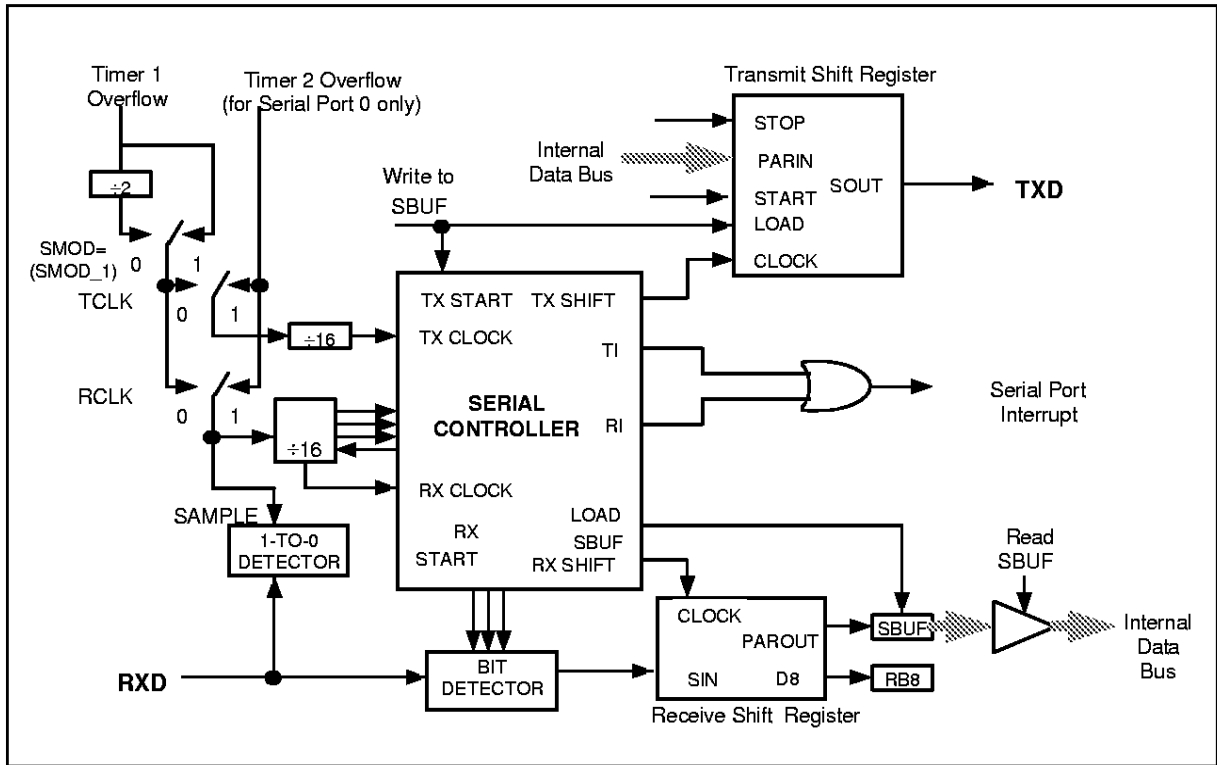 Timer 1
Overflow
Timer 2 Overflow
(for Serial Port 0 only)
Transmit Shift Register
STOP
PARIN
SOUT
START
LOAD
CLOCK
Internal
Data Bus
TXD
÷2
Write to
SBUF
SMOD=
(SMOD_1)
0
1
TCLK
0
1
÷16
RCLK
0
1
÷16
TX START
TX SHIFT
TX CLOCK
TI
SERIAL
CONTROLLER
RI
RX CLOCK
LOAD
SBUF
RX
START
RX SHIFT
Serial Port
Interrupt
SAMPLE
1-TO-0
DETECTOR
Read
SBUF
CLOCK
PAROUT
SIN
D8
SBUF
RB8
Internal
Data
Bus
RXD
BIT
DETECTOR
Receive Shift Register